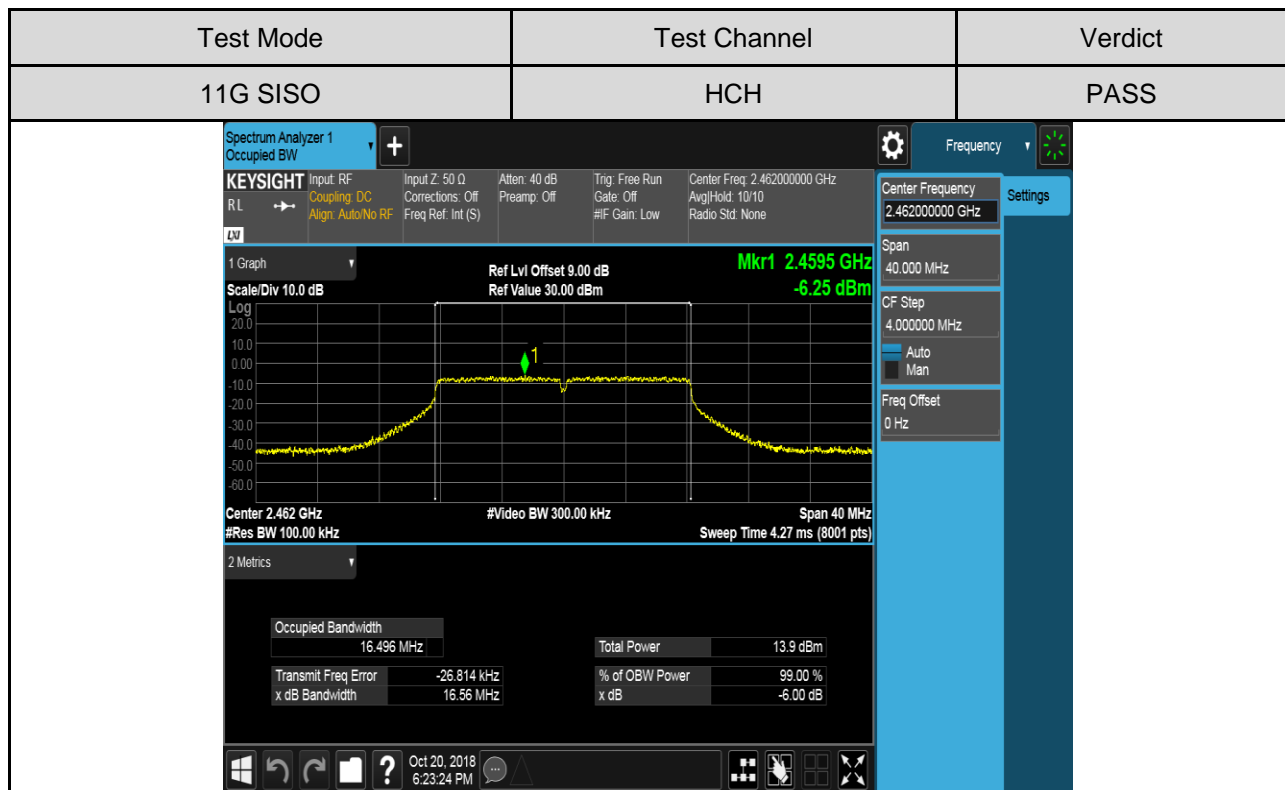 Test Mode Test Channel Verdict
11G SISO HCH PASS
Spectrum Analyzer 1
Occupied BW
+
Frequency
KEYSIGHT Input: RF Input Z: 50 Ω Atten: 40 dB Trig: Free Run Center Freq: 2.462000000 GHz
Coupling: DC Corrections: Off Preamp: Off Gate: Off Avg|Hold: 10/10
R L Align: Auto/No RF Freq Ref: Int (S) #IF Gain: Low Radio Std: None
LXI
Center Frequency
2.462000000 GHz
Settings
Span
40.000 MHz
CF Step
4.000000 MHz
Auto
Man
Freq Offset
0 Hz
1 Graph
Ref Lvl Offset 9.00 dB Mkr1 2.4595 GHz
Scale/Div 10.0 dB Ref Value 30.00 dBm -6.25 dBm
Log
20.0
10.0
1
0.00
-10.0
-20.0
-30.0
-40.0
-50.0
-60.0
Center 2.462 GHz #Video BW 300.00 kHz Span 40 MHz
#Res BW 100.00 kHz Sweep Time 4.27 ms (8001 pts)
2 Metrics
Occupied Bandwidth
16.496 MHz Total Power 13.9 dBm
Transmit Freq Error -26.814 kHz % of OBW Power 99.00 %
x dB Bandwidth 16.56 MHz x dB -6.00 dB
? Oct 20, 2018
6:23:24 PM